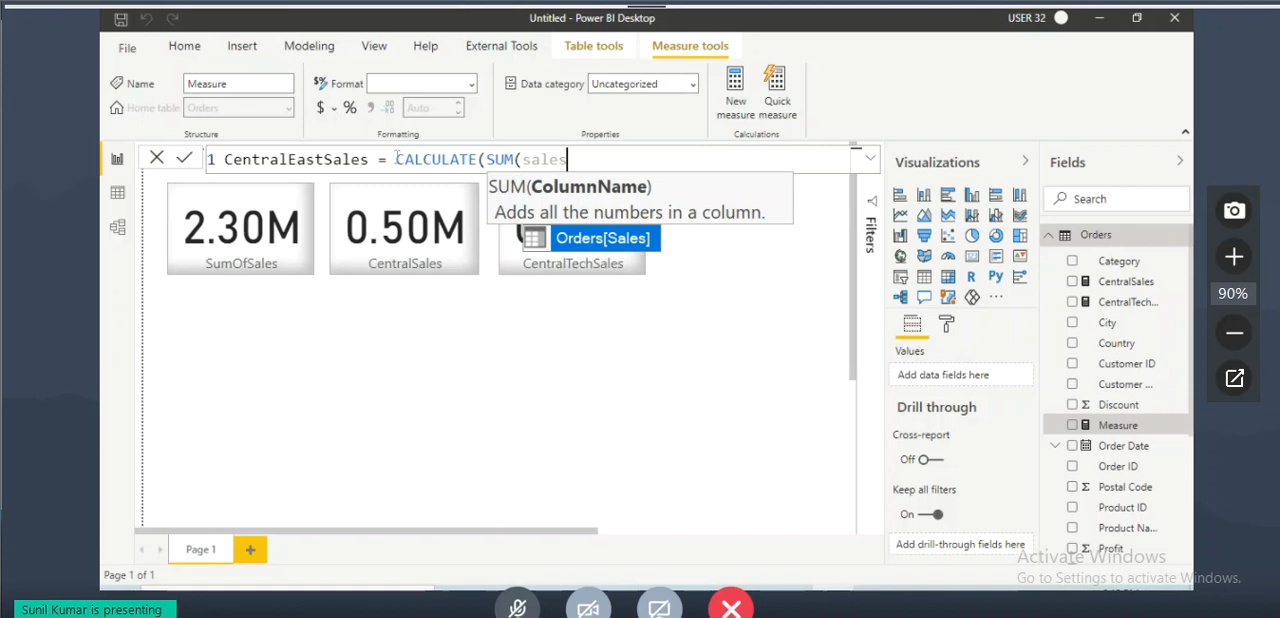 Untitled - Power BI Desktop
USER 32
File
Home
Insert
Modeling
View
Help
External Tools
Table tools
Measure tools
Name
Measure
Home table
Orders
Structure
Format
$
%
Auto
Formatting
Data category
Uncategorized
Properties
New
measure
Quick
measure
Calculations
1 CentralEastSales = CALCULATE(SUM(sales
SUM(ColumnName)
Adds all the numbers in a column.
Orders[Sales]
2.30M
SumOfSales
0.50M
CentralSales
CentralTechSales
Filters
Visualizations
R
Py
Values
Add data fields here
Drill through
Cross-report
Off
Keep all filters
On
Add drill-through fields here
Fields
Search
Orders
Category
CentralSales
CentralTech...
City
Country
Customer ID
Customer ...
Σ Discount
Measure
Order Date
Order ID
Σ Postal Code
Product ID
Product Na...
Σ Profit
90%
Page 1
Page 1 of 1
Activate Windows
Go to Settings to activate Windows.
Sunil Kumar is presenting